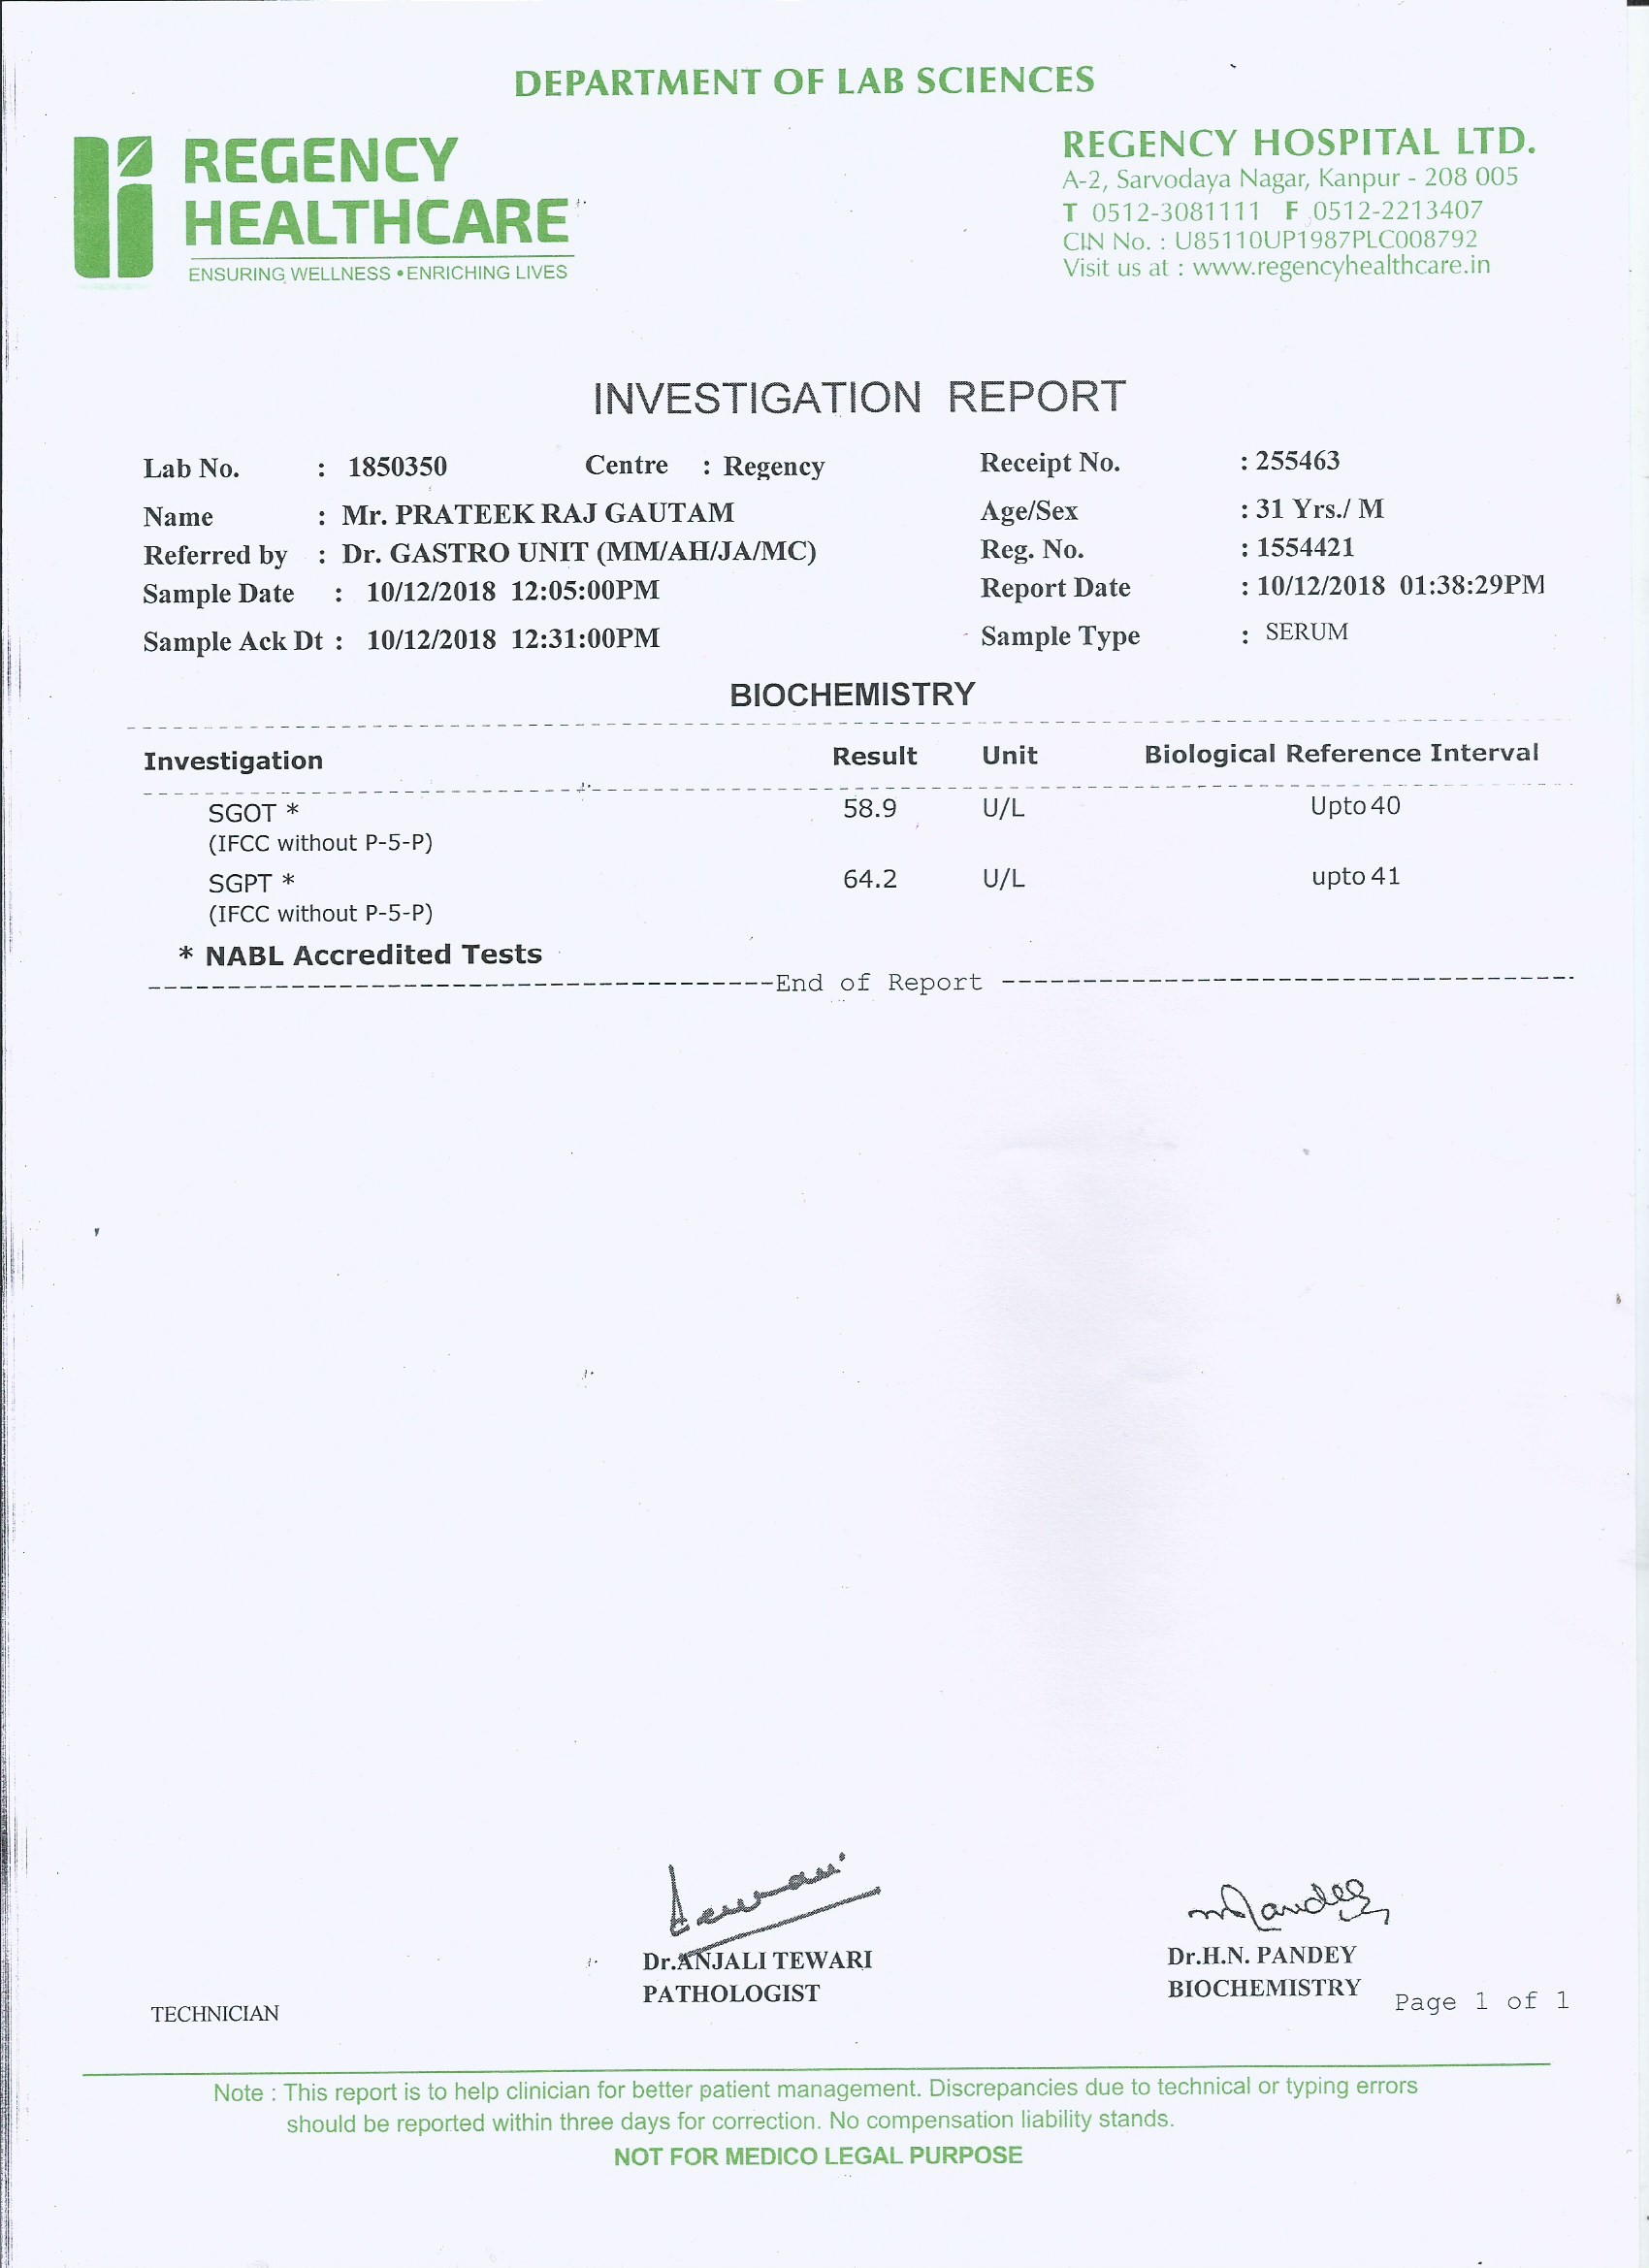 DEPARTMENT OF LAB SCIENCES
REGENCY
HEALTHCARE
ENSURING WELLNESS • ENRICHING LIVES
REGENCY HOSPITAL LTD.
A-2, Sarvodaya Nagar, Kanpur - 208 005
T 0512-3081111 F 0512-2213407
CIN No. : U85110UP1987PLC008792
Visit us at : www.regencyhealthcare.in
INVESTIGATION REPORT
Lab No. : 1850350 Centre : Regency Receipt No. : 255463
Name : Mr. PRATEEK RAJ GAUTAM Age/Sex : 31 Yrs./ M
Referred by : Dr. GASTRO UNIT (MM/AH/JA/MC) Reg. No. : 1554421
Sample Date : 10/12/2018 12:05:00PM Report Date : 10/12/2018 01:38:29PM
Sample Ack Dt : 10/12/2018 12:31:00PM Sample Type : SERUM
BIOCHEMISTRY
Investigation Result Unit Biological Reference Interval
SGOT * 58.9 U/L Upto 40
(IFCC without P-5-P)
SGPT * 64.2 U/L upto 41
(IFCC without P-5-P)
* NABL Accredited Tests
End of Report
Dr.ANJALI TEWARI Dr.H.N. PANDEY
PATHOLOGIST BIOCHEMISTRY
TECHNICIAN Page 1 of 1
Note : This report is to help clinician for better patient management. Discrepancies due to technical or typing errors
should be reported within three days for correction. No compensation liability stands.
NOT FOR MEDICO LEGAL PURPOSE